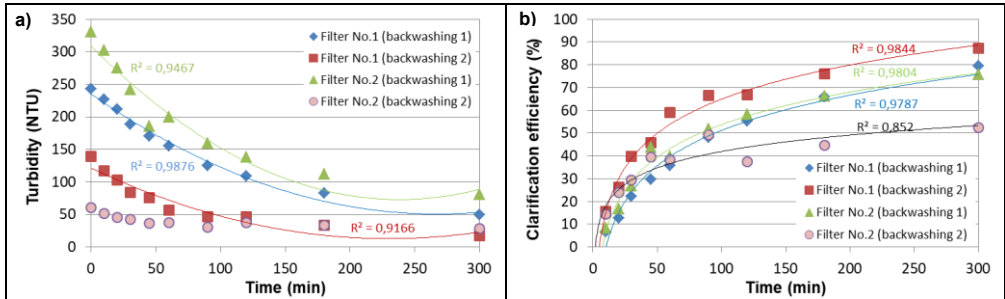 a)
350
300
250
200
150
100
50
0
Turbidity (NTU)
0
50
100
150
200
250
300
Time (min)
Filter No.1 (backwashing 1)
Filter No.1 (backwashing 2)
Filter No.2 (backwashing 1)
Filter No.2 (backwashing 2)
R² = 0,9467
R² = 0,9876
R² = 0,9166
b)
100
90
80
70
60
50
40
30
20
10
0
Clarification efficiency (%)
0
50
100
150
200
250
300
Time (min)
R² = 0,9844
R² = 0,9804
R² = 0,9787
R² = 0,852
Filter No.1 (backwashing 1)
Filter No.1 (backwashing 2)
Filter No.2 (backwashing 1)
Filter No.2 (backwashing 2)